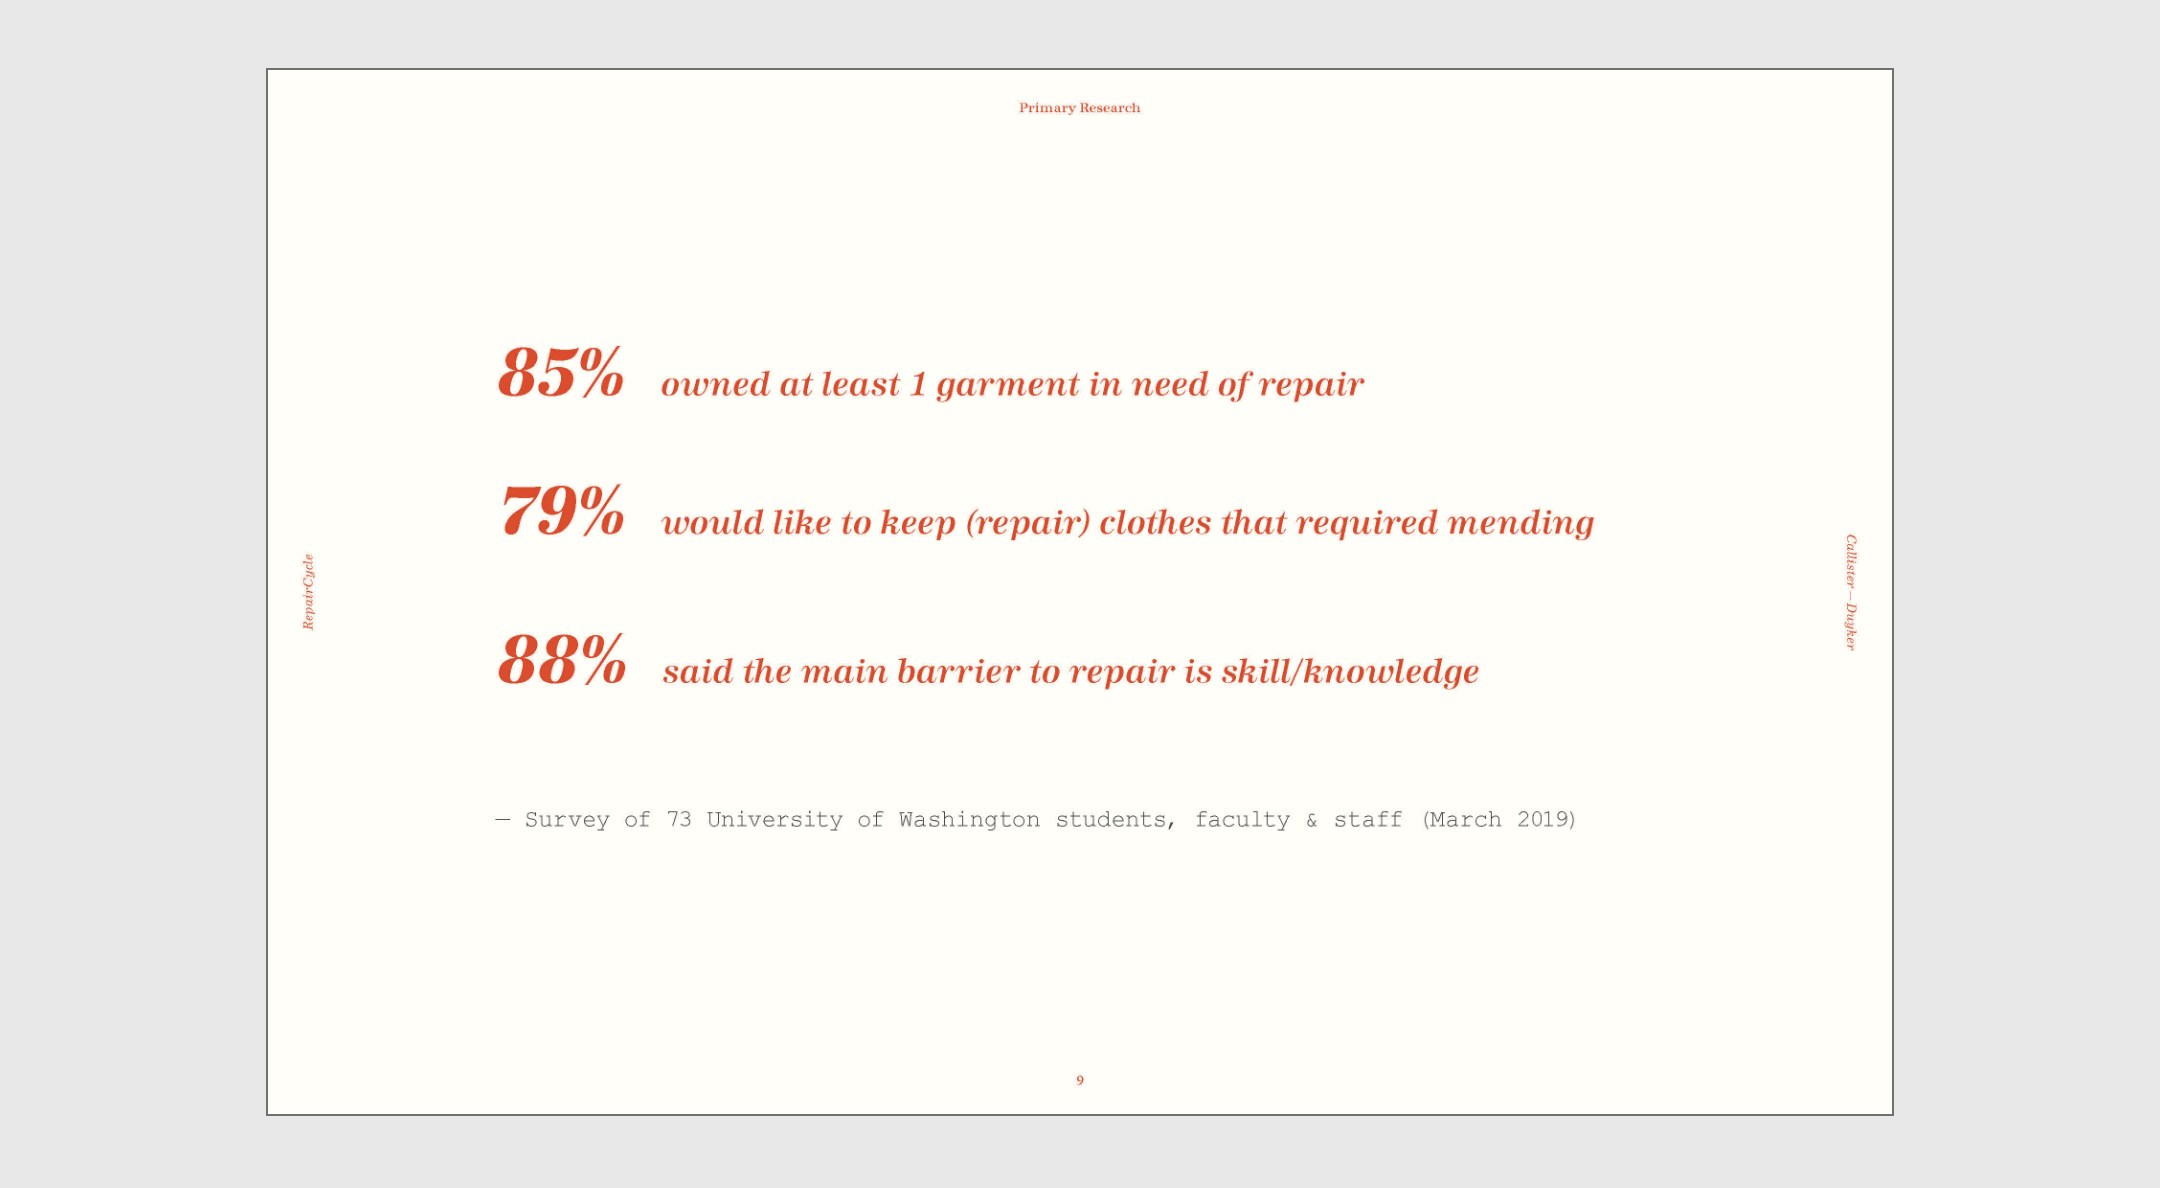 Primary Research
85% owned at least 1 garment in need of repair
79% would like to keep (repair) clothes that required mending
88% said the main barrier to repair is skill/knowledge
— Survey of 73 University of Washington students, faculty & staff (March 2019)
RepairCycle
Callister — Duyker
9